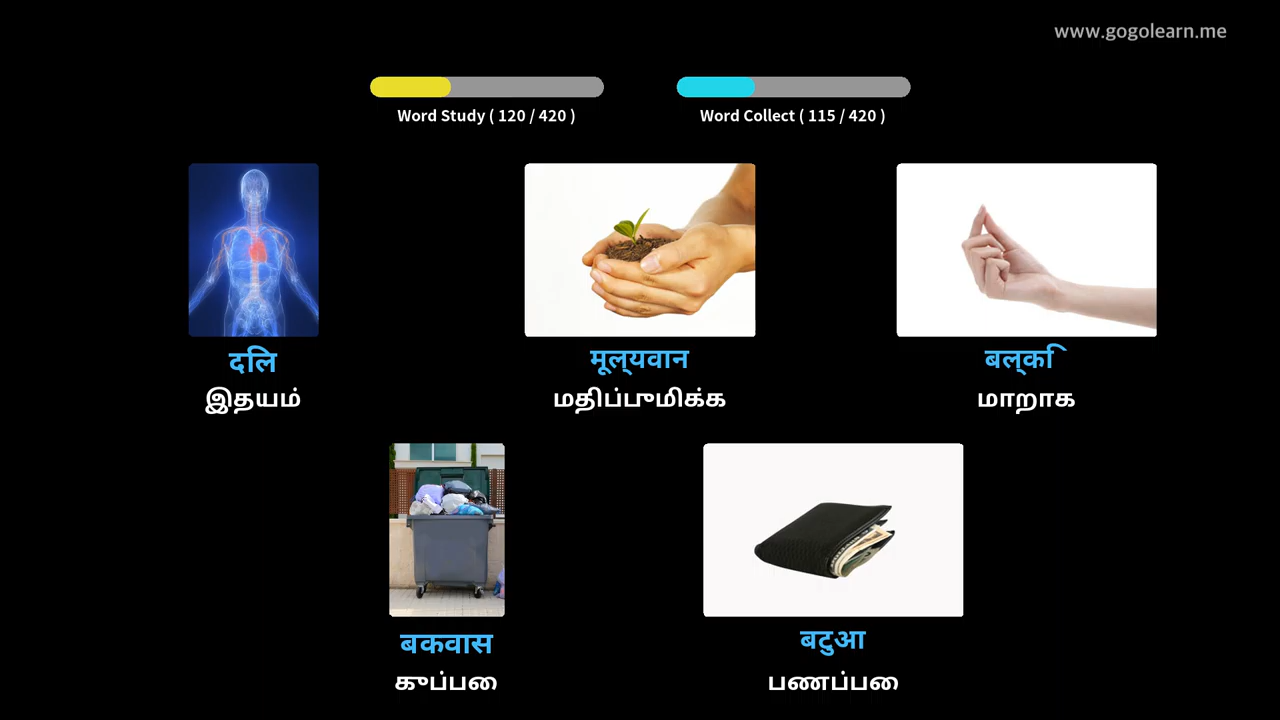 www.gogolearn.me
Word Study ( 120 / 420 )
Word Collect ( 115 / 420 )
दलि
मूल्यवान
बल्कि
இதயம்
மதிப்புமிக்க
மாறாக
बकवास
बटुआ
குப்பை
பணப்பை